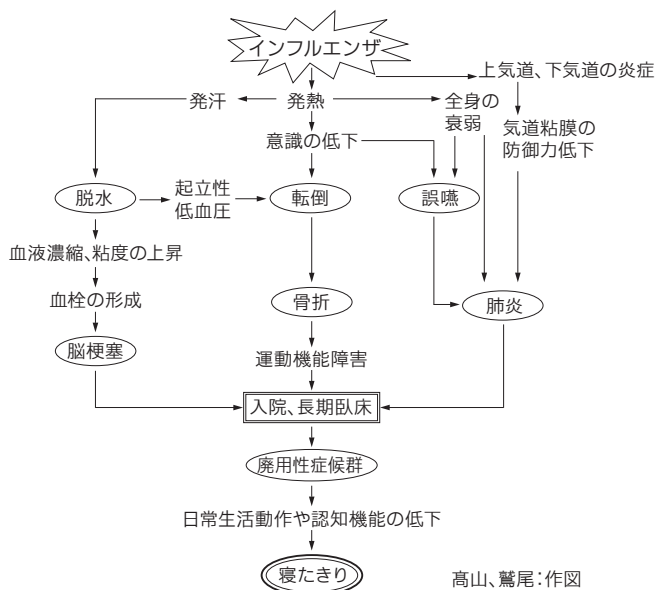 インフルエンザ
上気道、下気道の炎症
発汗
発熱
全身の
衰弱
気道粘膜の
防御力低下
意識の低下
脱水
起立性
低血圧
転倒
誤嚥
血液濃縮、粘度の上昇
血栓の形成
骨折
肺炎
脳梗塞
運動機能障害
入院、長期臥床
廃用性症候群
日常生活動作や認知機能の低下
寝たきり
髙山、鷲尾：作図